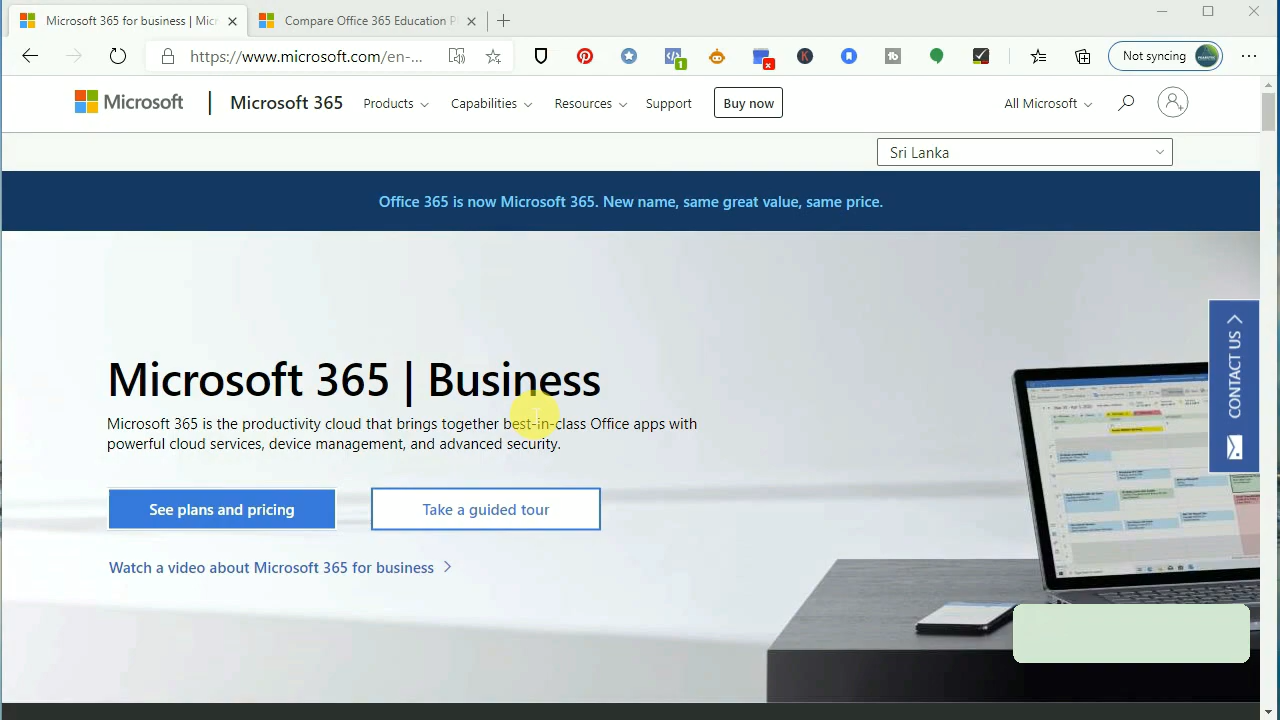 Microsoft 365 for business | Micr
Compare Office 365 Education P
https://www.microsoft.com/en-...
1
K
tb
Not syncing
Microsoft
Microsoft 365
Products
Capabilities
Resources
Support
Buy now
All Microsoft
Sri Lanka
Office 365 is now Microsoft 365. New name, same great value, same price.
CONTACT US
Microsoft 365 | Business
Microsoft 365 is the productivity cloud that brings together best-in-class Office apps with
powerful cloud services, device management, and advanced security.
See plans and pricing
Take a guided tour
Watch a video about Microsoft 365 for business